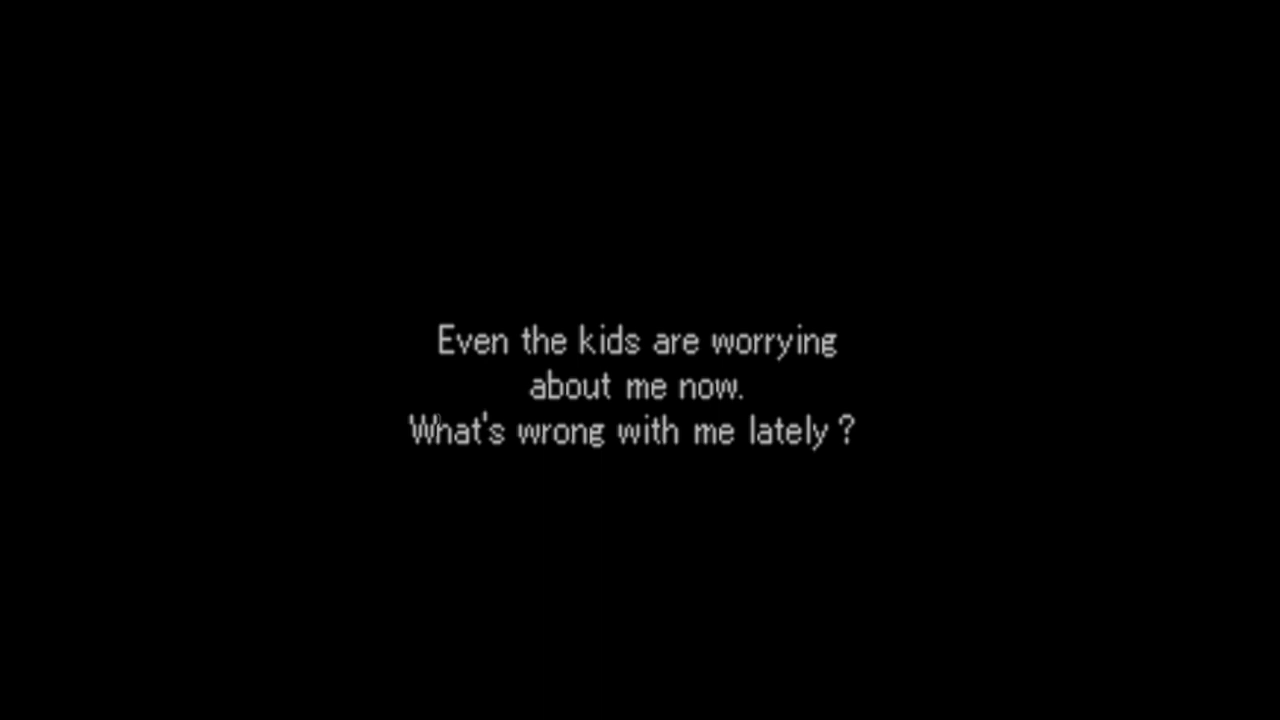 Even the kids are worrying
about me now.
What's wrong with me lately?